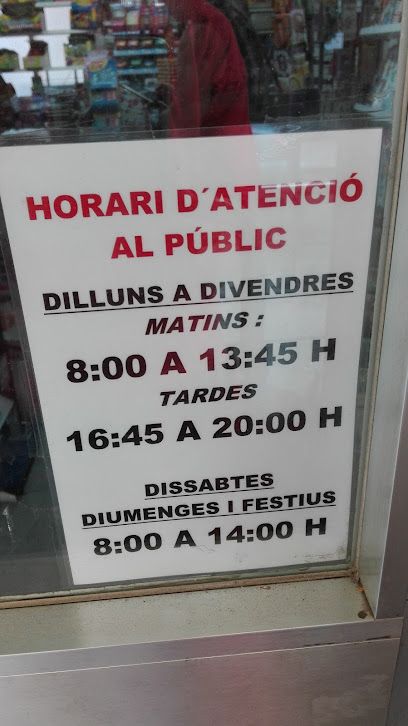 HORARI D´ATENCIÓ
AL PÚBLIC
DILLUNS A DIVENDRES
MATINS :
8:00 A 13:45 H
TARDES
16:45 A 20:00 H
DISSABTES
DIUMENGES I FESTIUS
8:00 A 14:00 H